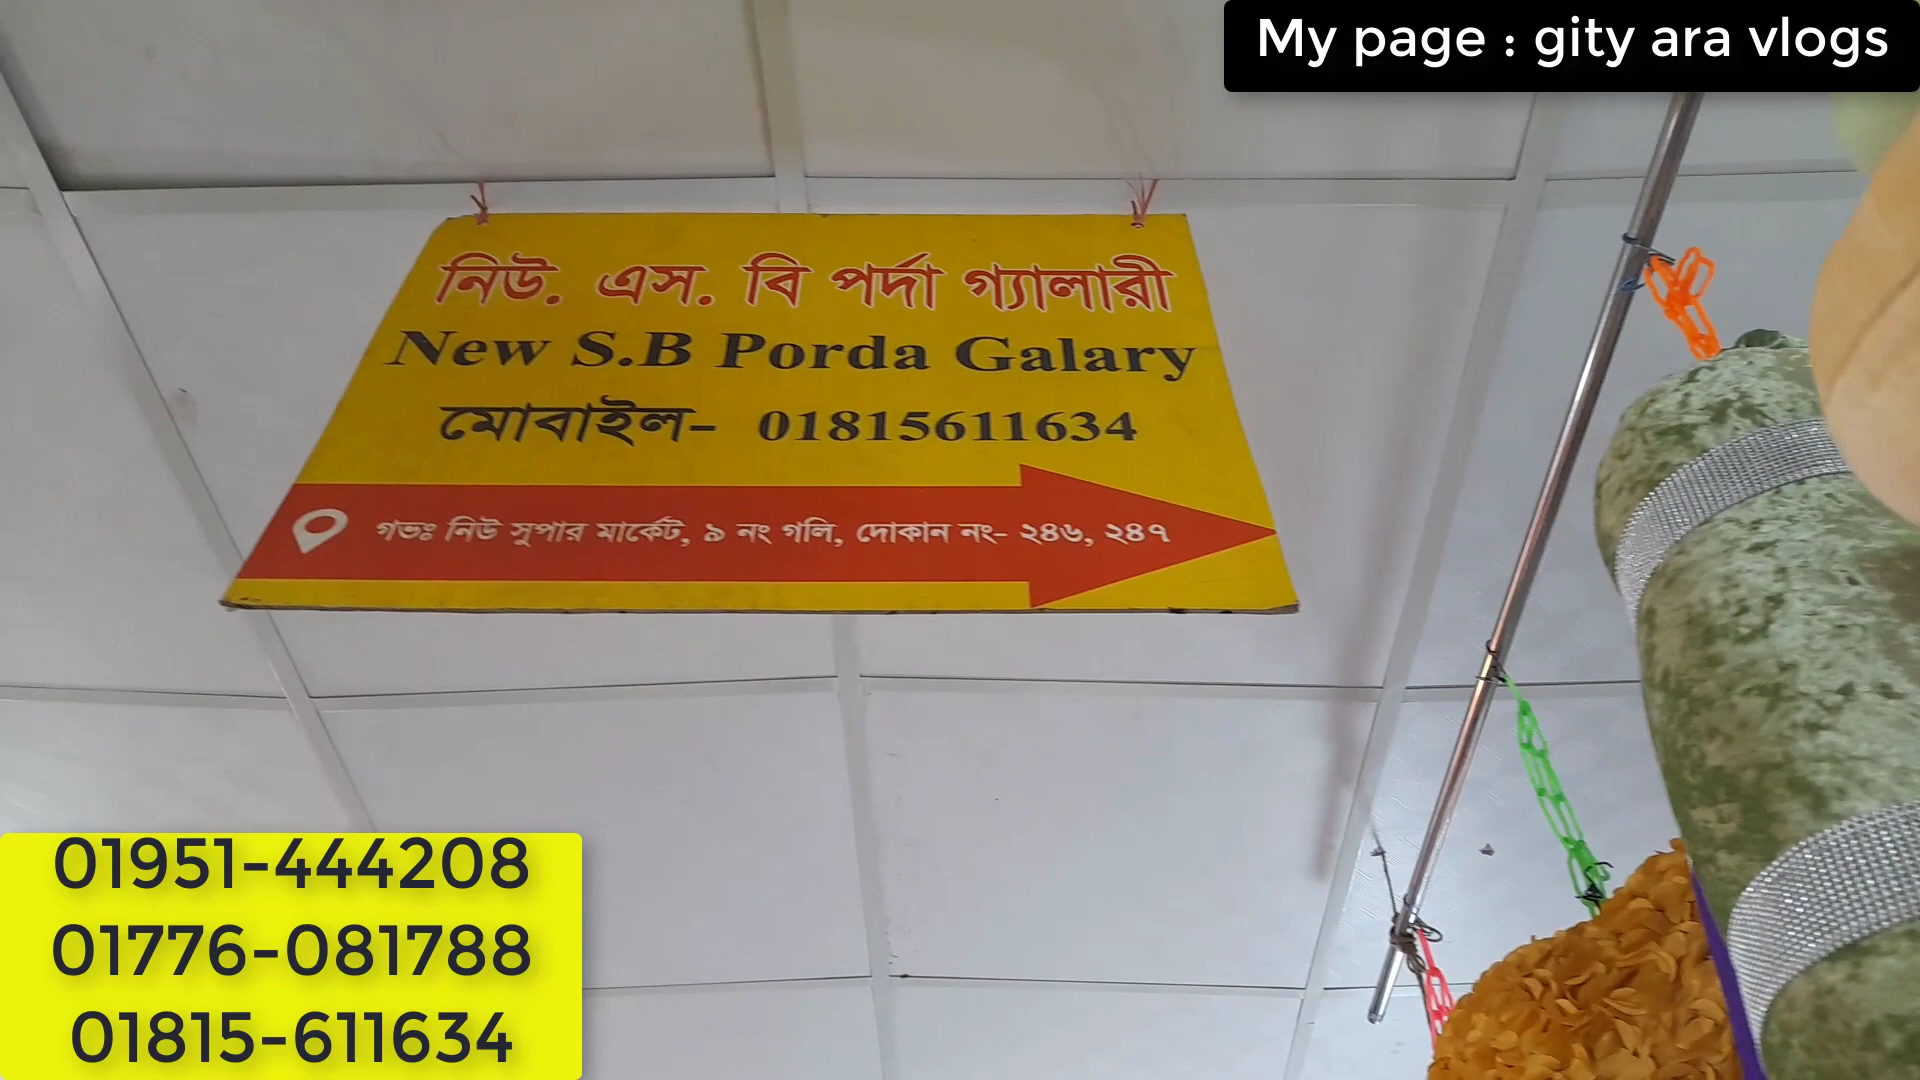 My page : gity ara vlogs
নিউ. এস. বি পর্দা গ্যালারী
New S.B Porda Galary
মোবাইল- 01815611634
গভঃ নিউ সুপার মার্কেট, ৯ নং গলি, দোকান নং- ২৪৬, ২৪৭
01951-444208
01776-081788
01815-611634